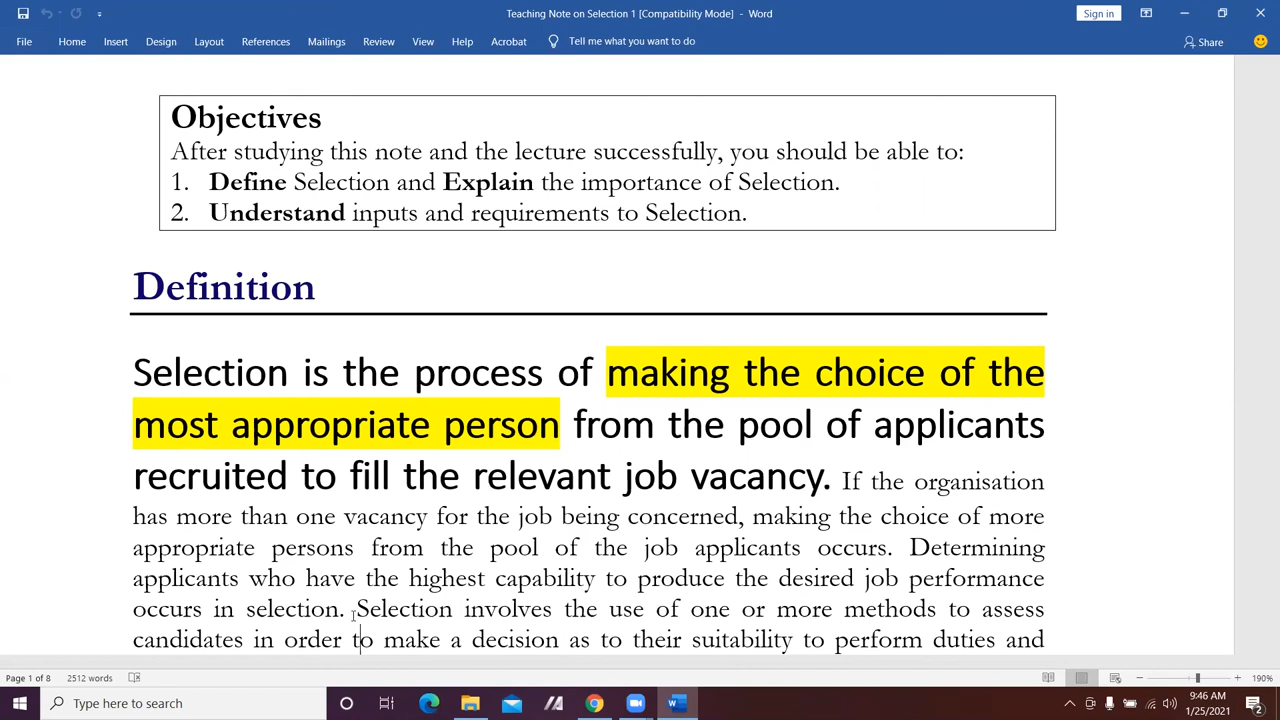 Teaching Note on Selection 1 [Compatibility Mode] - Word
Sign in
File Home Insert Design Layout References Mailings Review View Help Acrobat Tell me what you want to do Share
Objectives
After studying this note and the lecture successfully, you should be able to:
1. Define Selection and Explain the importance of Selection.
2. Understand inputs and requirements to Selection.
Definition
Selection is the process of making the choice of the
most appropriate person from the pool of applicants
recruited to fill the relevant job vacancy. If the organisation
has more than one vacancy for the job being concerned, making the choice of more
appropriate persons from the pool of the job applicants occurs. Determining
applicants who have the highest capability to produce the desired job performance
occurs in selection. Selection involves the use of one or more methods to assess
candidates in order to make a decision as to their suitability to perform duties and
Page 1 of 8 2512 words 190%
Type here to search
9:46 AM
1/25/2021
2